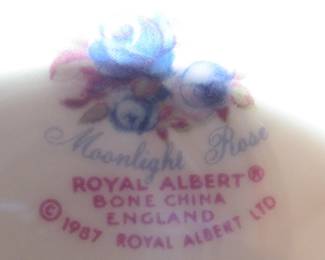 Moonlight Rose
ROYAL ALBERT®
BONE CHINA
ENGLAND
© 1987 ROYAL ALBERT LTD